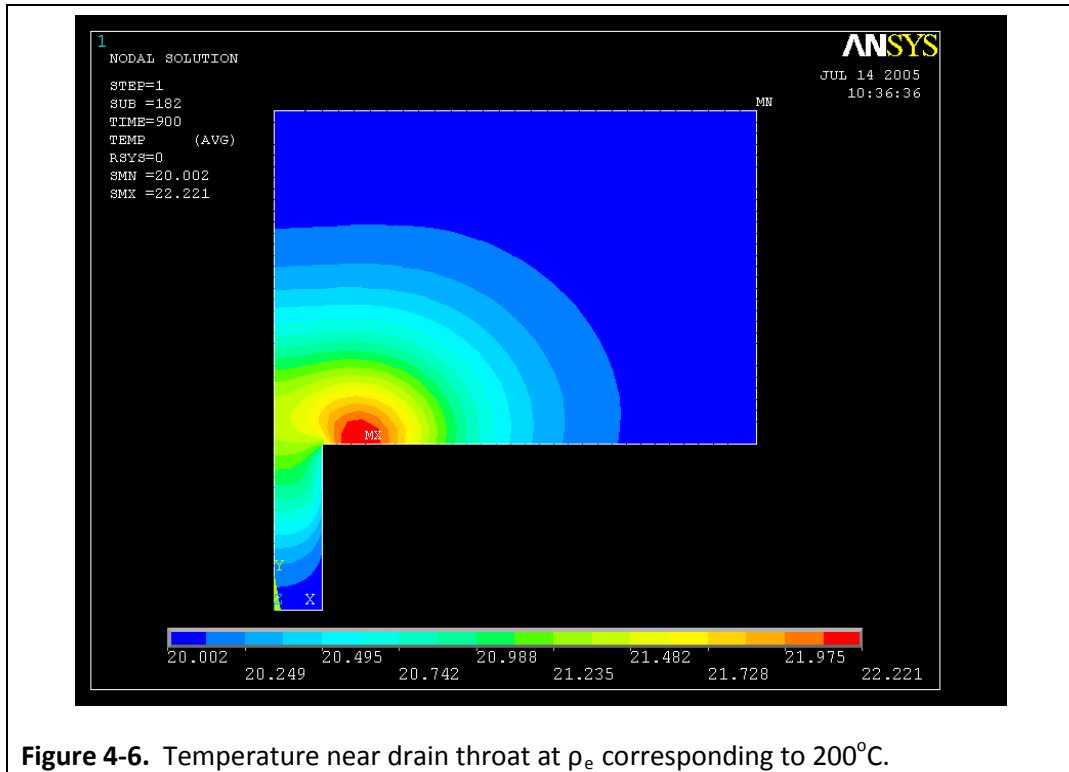 1
NODAL SOLUTION
STEP=1
SUB =182
TIME=900
TEMP (AVG)
RSYS=0
SMN =20.002
SMX =22.221
ANSYS
JUL 14 2005
10:36:36
MN
MX
Y
Z X
20.002 20.495 20.988 21.482 21.975
20.249 20.742 21.235 21.728 22.221
Figure 4-6. Temperature near drain throat at ρₑ corresponding to 200°C.